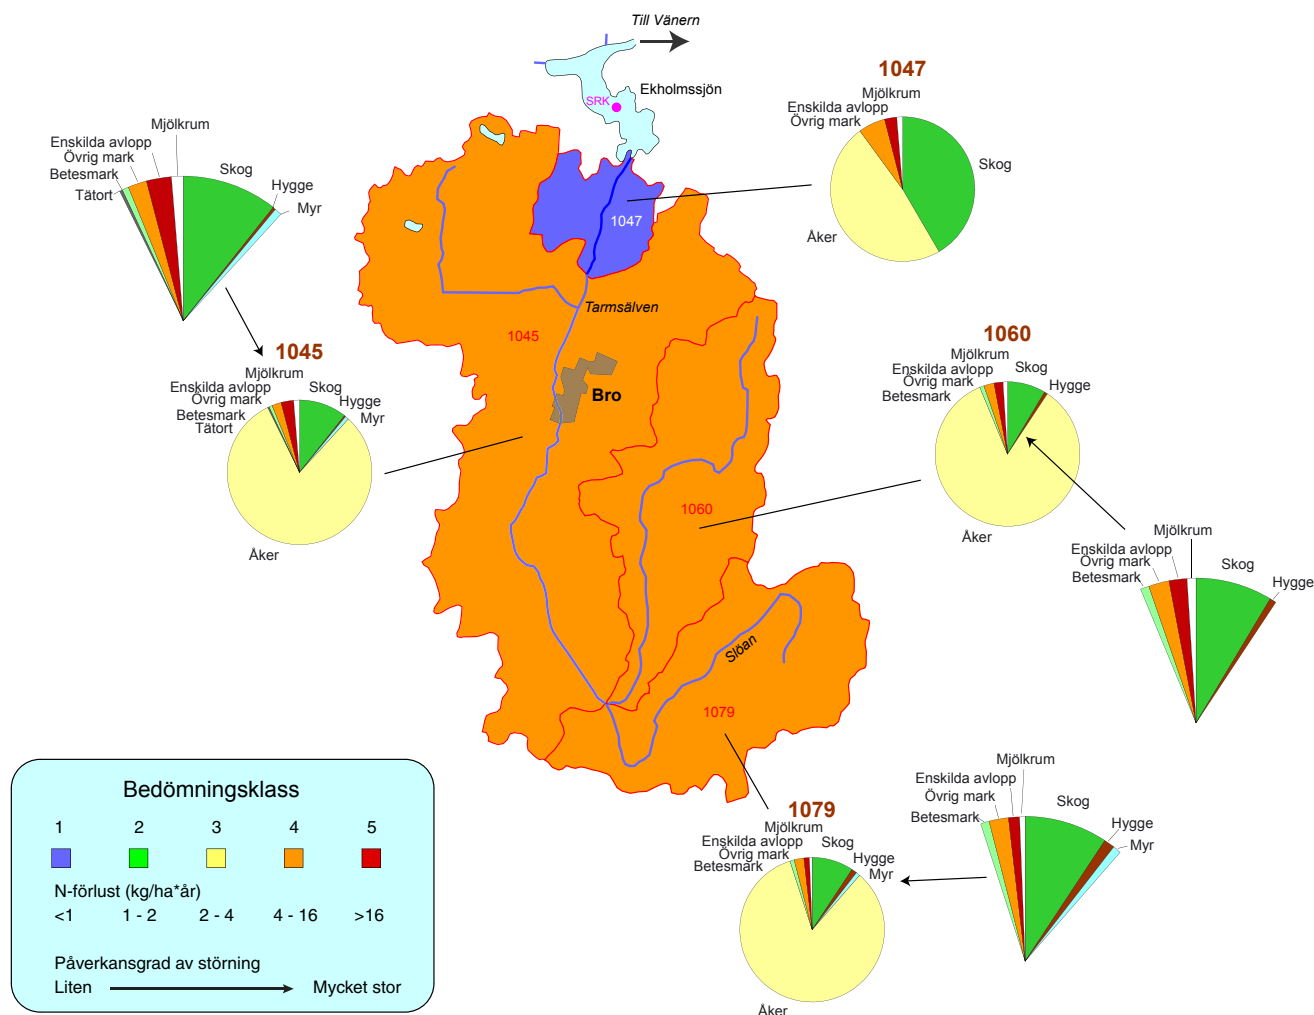 Till Vänern
Ekholmssjön
SRK
1047
Mjölkrum
Enskilda avlopp
Övrig mark
Skog
Åker
Mjölkrum
Enskilda avlopp
Övrig mark
Betesmark
Tätort
Skog
Hygge
Myr
1047
Tarmsälven
1045
Bro
1060
1079
Slöan
1045
Mjölkrum
Enskilda avlopp
Övrig mark
Betesmark
Tätort
Skog
Hygge
Myr
Åker
1060
Mjölkrum
Enskilda avlopp
Övrig mark
Betesmark
Skog
Hygge
Åker
Mjölkrum
Enskilda avlopp
Övrig mark
Betesmark
Skog
Hygge
1079
Mjölkrum
Enskilda avlopp
Övrig mark
Betesmark
Skog
Hygge
Myr
Åker
Mjölkrum
Enskilda avlopp
Övrig mark
Betesmark
Skog
Hygge
Myr
Bedömningsklass
1 2 3 4 5
N-förlust (kg/ha*år)
<1 1 - 2 2 - 4 4 - 16 >16
Påverkansgrad av störning
Liten Mycket stor